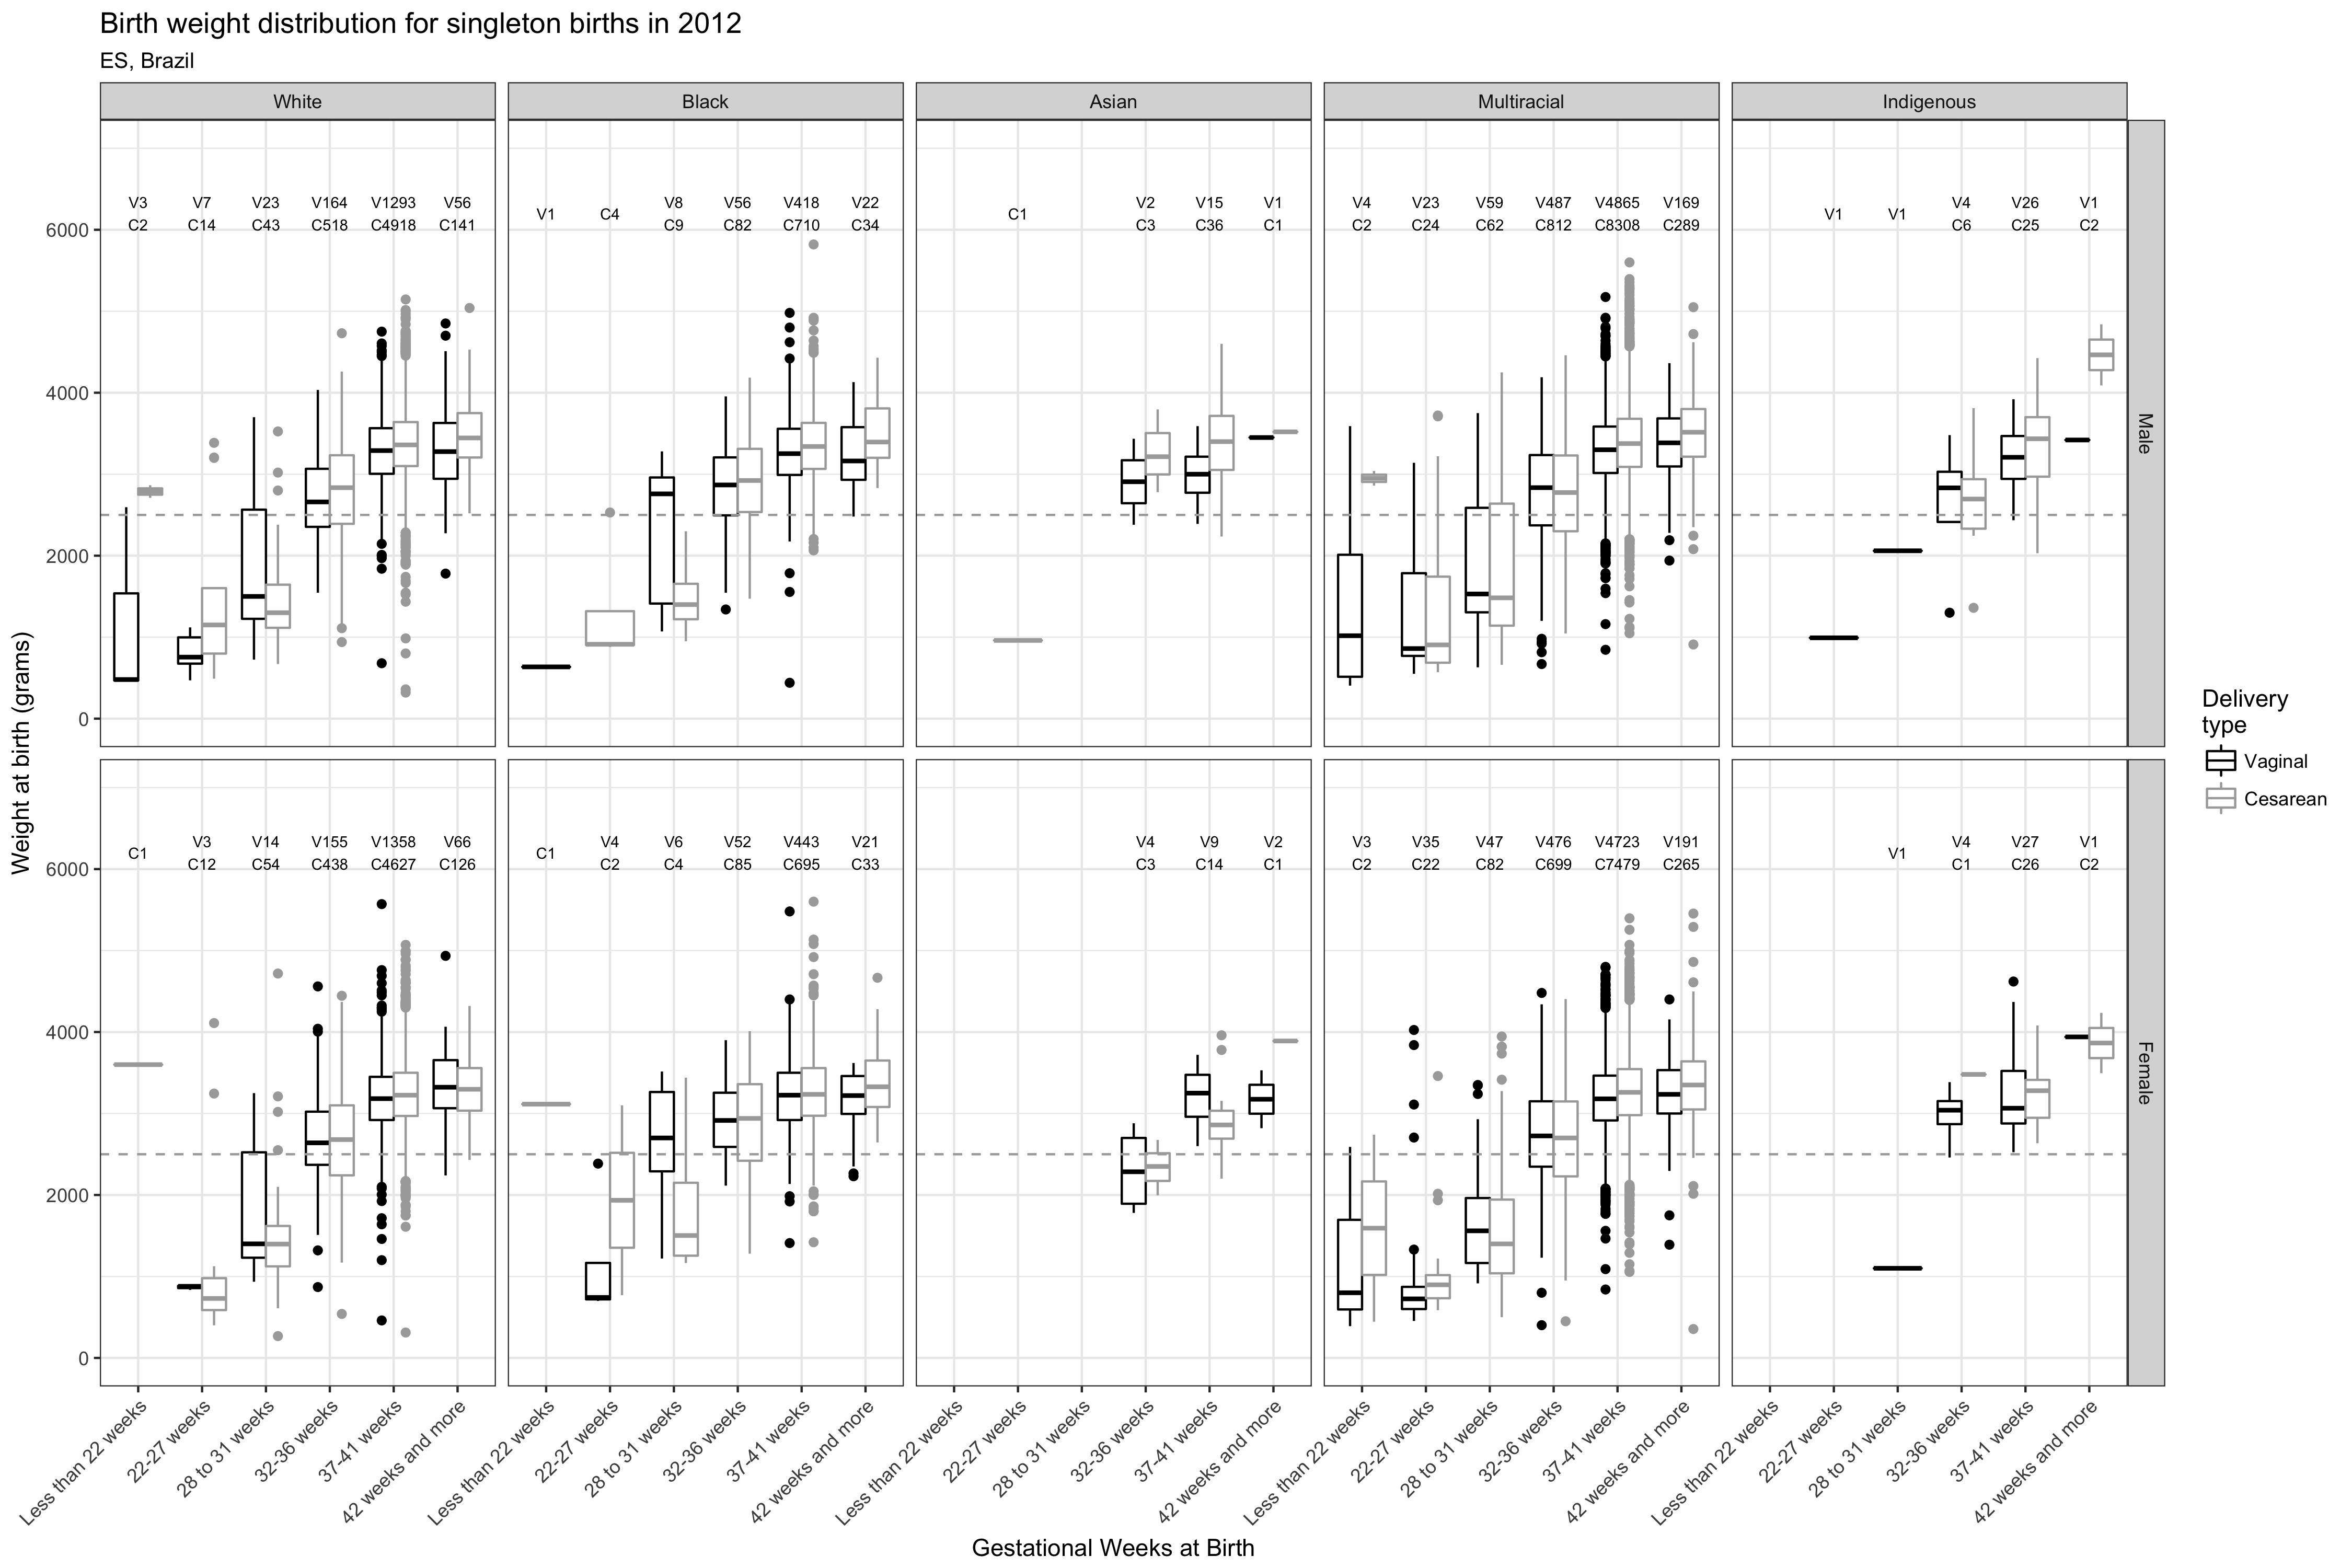 Birth weight distribution for singleton births in 2012
ES, Brazil
White Black Asian Multiracial Indigenous
V3 V7 V23 V164 V1293 V56
C2 C14 C43 C518 C4918 C141
V1 C4 V8 V56 V418 V22
C9 C82 C710 C34
C1 V2 V15 V1
C3 C36 C1
V4 V23 V59 V487 V4865 V169
C2 C24 C62 C812 C8308 C289
V1 V1 V4 V26 V1
C6 C25 C2
6000
4000
2000
0
Male
C1 V3 V14 V155 V1358 V66
C12 C54 C438 C4627 C126
C1 V4 V6 V52 V443 V21
C2 C4 C85 C695 C33
V4 V9 V2
C3 C14 C1
V3 V35 V47 V476 V4723 V191
C2 C22 C82 C699 C7479 C265
V1 V4 V27 V1
C1 C26 C2
6000
4000
2000
0
Female
Weight at birth (grams)
Less than 22 weeks
22-27 weeks
28 to 31 weeks
32-36 weeks
37-41 weeks
42 weeks and more
Less than 22 weeks
22-27 weeks
28 to 31 weeks
32-36 weeks
37-41 weeks
42 weeks and more
Less than 22 weeks
22-27 weeks
28 to 31 weeks
32-36 weeks
37-41 weeks
42 weeks and more
Less than 22 weeks
22-27 weeks
28 to 31 weeks
32-36 weeks
37-41 weeks
42 weeks and more
Less than 22 weeks
22-27 weeks
28 to 31 weeks
32-36 weeks
37-41 weeks
42 weeks and more
Gestational Weeks at Birth
Delivery
type
Vaginal
Cesarean